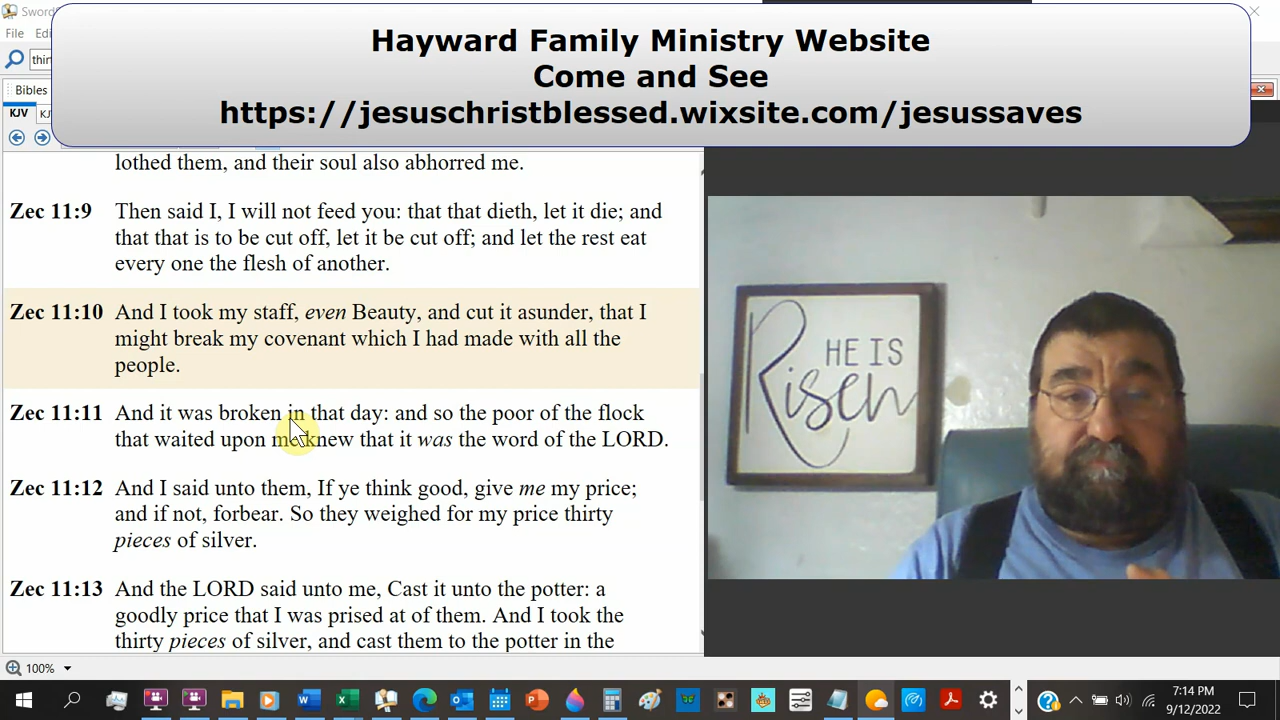 Sword
File Edi
thir
Bibles
KJV KJ
Hayward Family Ministry Website
Come and See
https://jesuschristblessed.wixsite.com/jesussaves
lothed them, and their soul also abhorred me.
Zec 11:9 Then said I, I will not feed you: that that dieth, let it die; and
that that is to be cut off, let it be cut off; and let the rest eat
every one the flesh of another.
Zec 11:10 And I took my staff, even Beauty, and cut it asunder, that I
might break my covenant which I had made with all the
people.
Zec 11:11 And it was broken in that day: and so the poor of the flock
that waited upon me knew that it was the word of the LORD.
Zec 11:12 And I said unto them, If ye think good, give me my price;
and if not, forbear. So they weighed for my price thirty
pieces of silver.
Zec 11:13 And the LORD said unto me, Cast it unto the potter: a
goodly price that I was prised at of them. And I took the
thirty pieces of silver, and cast them to the potter in the
HE IS
Risen
100%
7:14 PM
9/12/2022